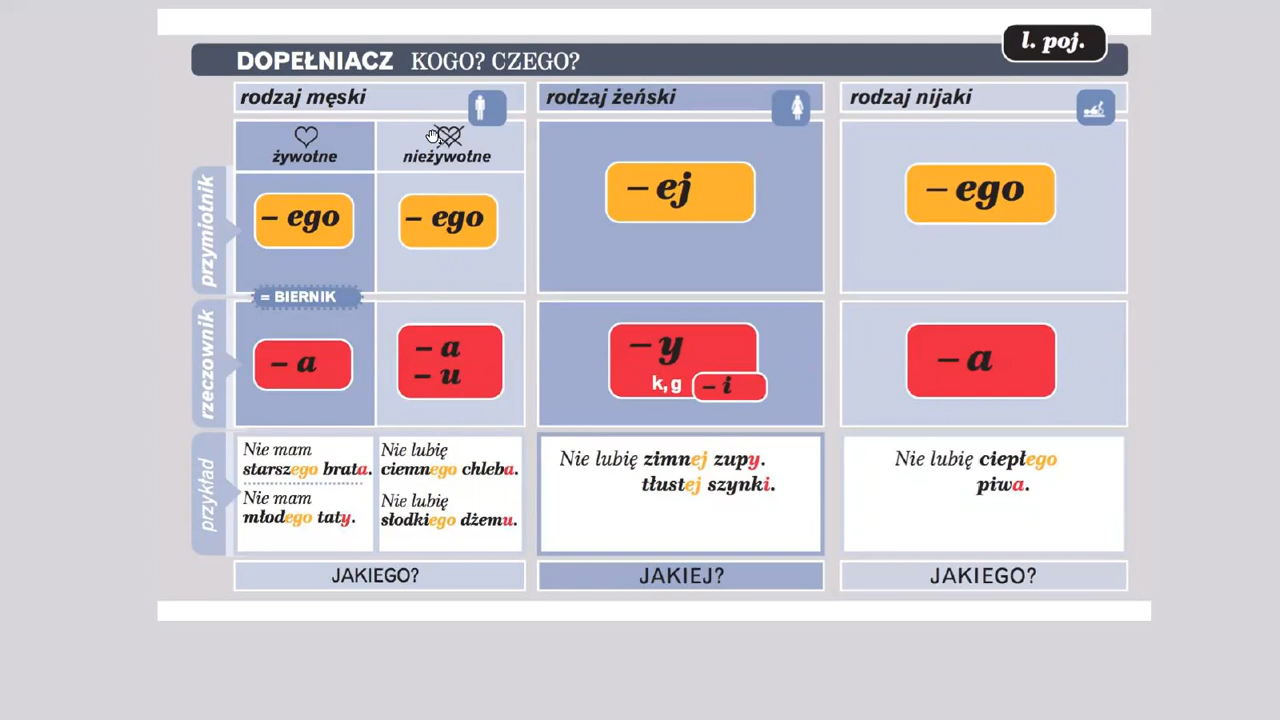 l. poj.
DOPEŁNIACZ KOGO? CZEGO?
rodzaj męski
rodzaj żeński
rodzaj nijaki
żywotne
nieżywotne
przymiotnik
– ego
– ego
– ej
– ego
= BIERNIK
rzeczownik
– a
– a
– u
– y
k, g – i
– a
przykład
Nie mam
starszego brata.
Nie mam
młodego taty.
Nie lubię
ciemnego chleba.
Nie lubię
słodkiego dżemu.
Nie lubię zimnej zupy.
tłustej szynki.
Nie lubię ciepłego
piwa.
JAKIEGO?
JAKIEJ?
JAKIEGO?